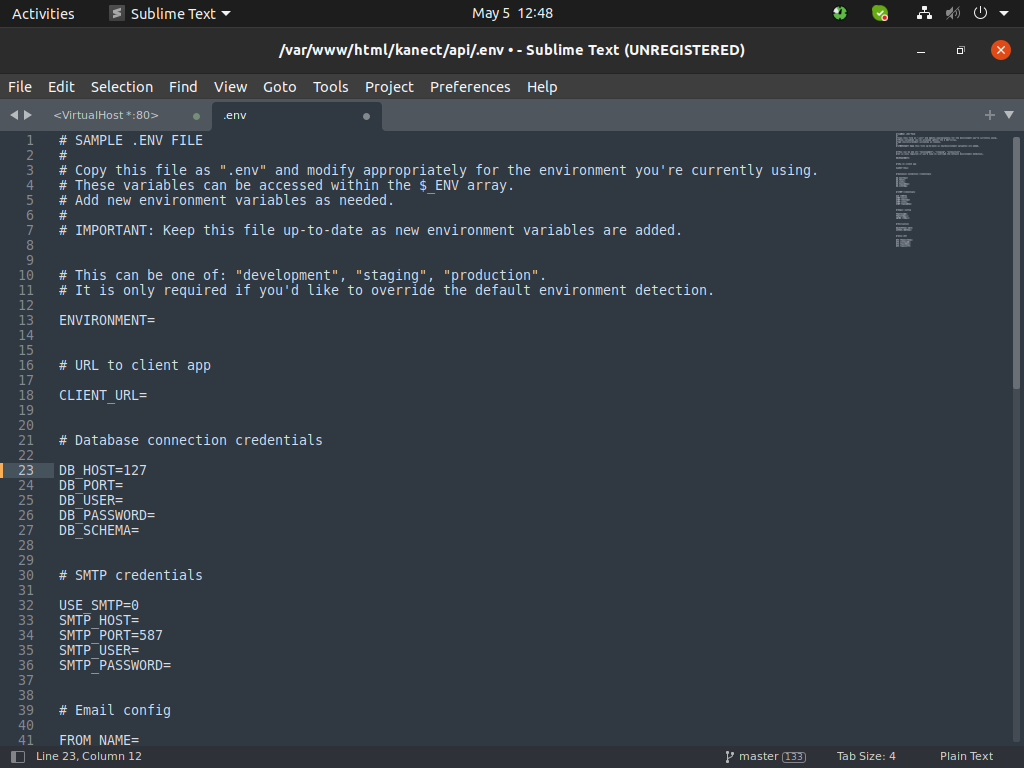 Activities
Sublime Text
May 5 12:48
/var/www/html/kanect/api/.env • - Sublime Text (UNREGISTERED)
File Edit Selection Find View Goto Tools Project Preferences Help
<VirtualHost *:80>
.env
1 # SAMPLE .ENV FILE
2 #
3 # Copy this file as ".env" and modify appropriately for the environment you're currently using.
4 # These variables can be accessed within the $_ENV array.
5 # Add new environment variables as needed.
6 #
7 # IMPORTANT: Keep this file up-to-date as new environment variables are added.
8
9
10 # This can be one of: "development", "staging", "production".
11 # It is only required if you'd like to override the default environment detection.
12
13 ENVIRONMENT=
14
15
16 # URL to client app
17
18 CLIENT_URL=
19
20
21 # Database connection credentials
22
23 DB_HOST=127
24 DB_PORT=
25 DB_USER=
26 DB_PASSWORD=
27 DB_SCHEMA=
28
29
30 # SMTP credentials
31
32 USE_SMTP=0
33 SMTP_HOST=
34 SMTP_PORT=587
35 SMTP_USER=
36 SMTP_PASSWORD=
37
38
39 # Email config
40
41 FROM_NAME=
Line 23, Column 12
master 133
Tab Size: 4
Plain Text